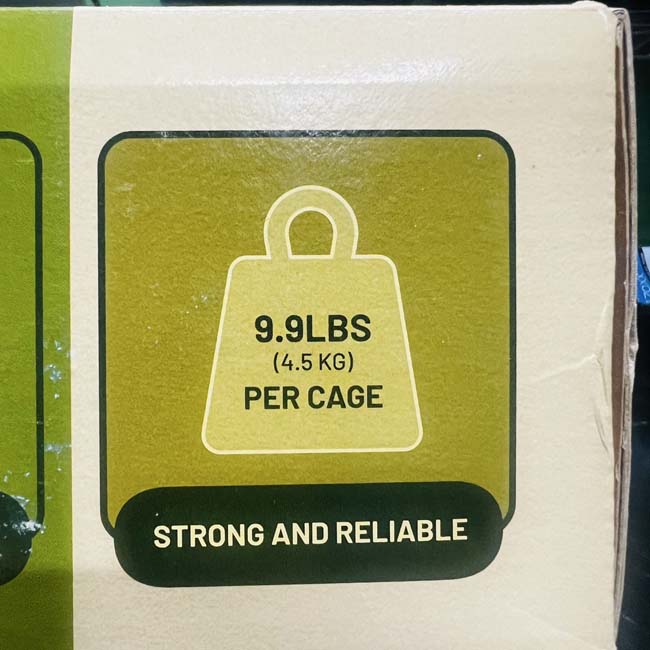 9.9LBS
(4.5 KG)
PER CAGE
STRONG AND RELIABLE